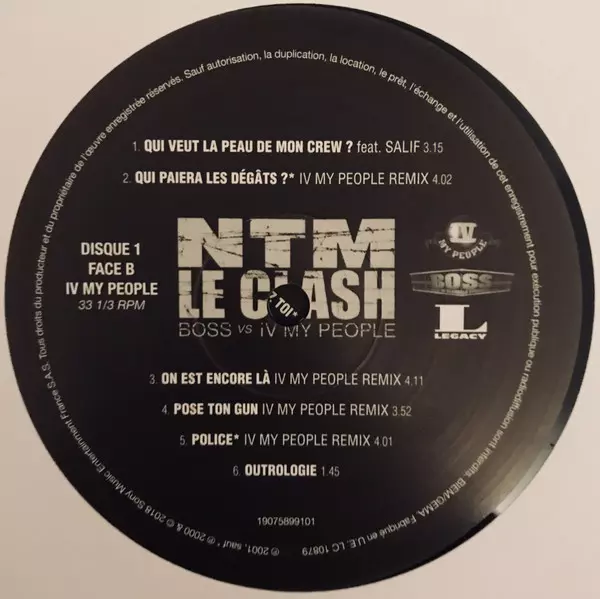 1. QUI VEUT LA PEAU DE MON CREW ? feat. SALIF 3.15
2. QUI PAIERA LES DÉGÂTS ?* IV MY PEOPLE REMIX 4.02
DISQUE 1
FACE B
IV MY PEOPLE
33 1/3 RPM
NTM
LE CLASH
BOSS VS IV MY PEOPLE
Z TOI*
IV
MY PEOPLE
BOSS
L
LEGACY
3. ON EST ENCORE LÀ IV MY PEOPLE REMIX 4.11
4. POSE TON GUN IV MY PEOPLE REMIX 3.52
5. POLICE* IV MY PEOPLE REMIX 4.01
6. OUTROLOGIE 1.45
19075899101
℗ 2001, sauf * ℗ 2000 & © 2018 Sony Music Entertainment France S.A.S. Tous droits du producteur et du propriétaire de l'œuvre enregistrée réservés. Sauf autorisation, la duplication, la location, le prêt, l'échange et l'utilisation de cet enregistrement pour exécution publique ou radiodiffusion sont interdits. BIEM/GEMA. Fabriqué en U.E. LC 10879